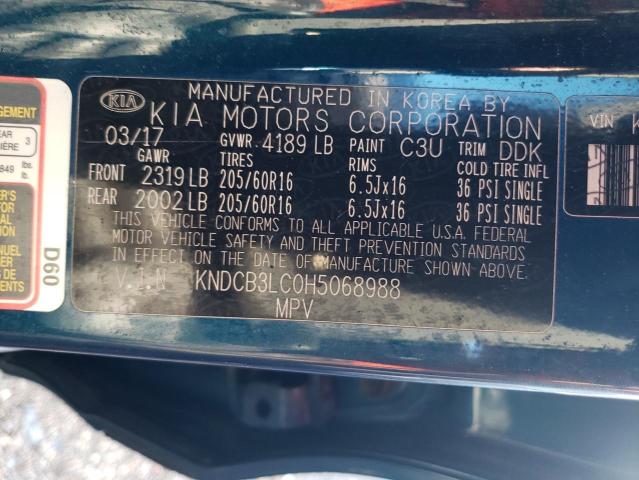 MANUFACTURED IN KOREA BY
KIA KIA MOTORS CORPORATION
03/17 GVWR 4189 LB PAINT C3U TRIM DDK
GAWR TIRES RIMS COLD TIRE INFL
FRONT 2319 LB 205/60R16 6.5Jx16 36 PSI SINGLE
REAR 2002 LB 205/60R16 6.5Jx16 36 PSI SINGLE
THIS VEHICLE CONFORMS TO ALL APPLICABLE U.S.A. FEDERAL
MOTOR VEHICLE SAFETY AND THEFT PREVENTION STANDARDS
IN EFFECT ON THE DATE OF MANUFACTURE SHOWN ABOVE.
V.I.N KNDCB3LC0H5068988
MPV
D60
VIN K
3
849 lbs.